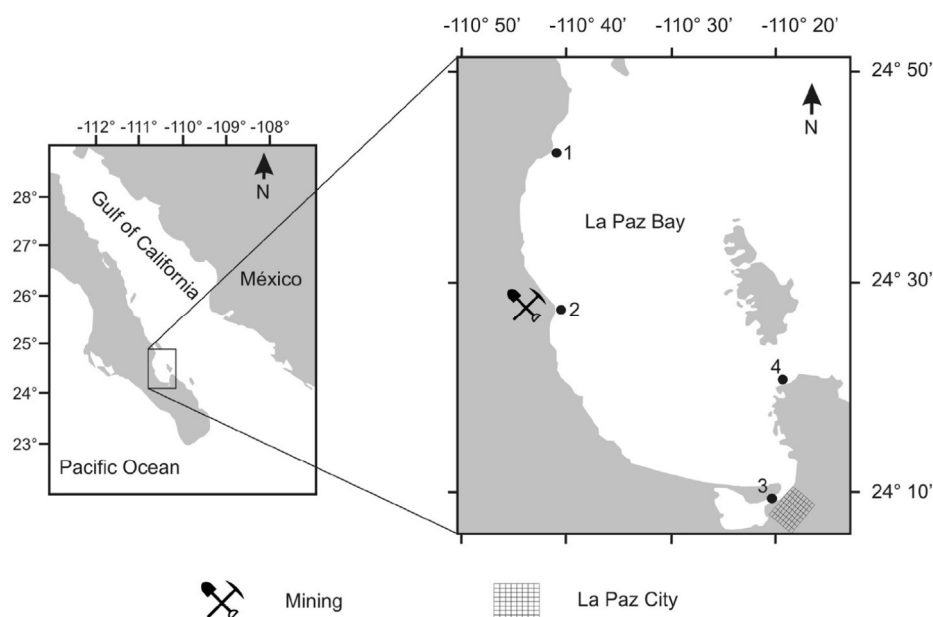 -110° 50' -110° 40' -110° 30' -110° 20'
24° 50'
N
1
La Paz Bay
24° 30'
2
4
3
24° 10'
-112° -111° -110° -109° -108°
N
28°
Gulf of California
27°
México
26°
25°
24°
23°
Pacific Ocean
Mining
La Paz City